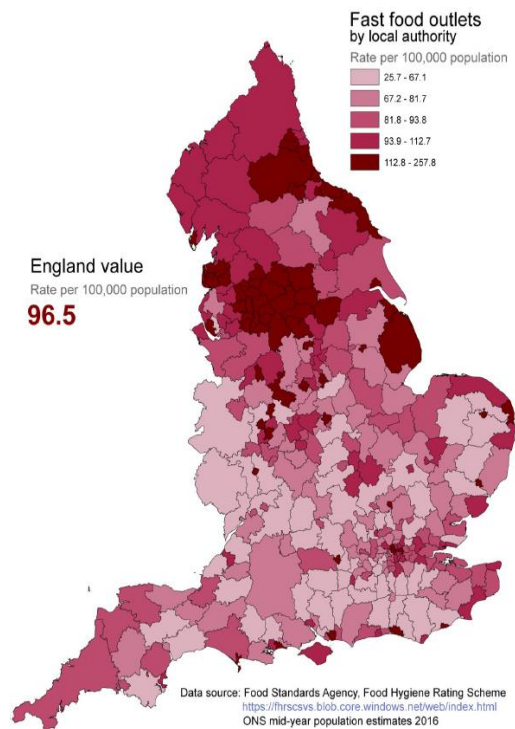 Fast food outlets
by local authority
Rate per 100,000 population
25.7 - 67.1
67.2 - 81.7
81.8 - 93.8
93.9 - 112.7
112.8 - 257.8
England value
Rate per 100,000 population
96.5
Data source: Food Standards Agency, Food Hygiene Rating Scheme
https://fhrscsvs.blob.core.windows.net/web/index.html
ONS mid-year population estimates 2016